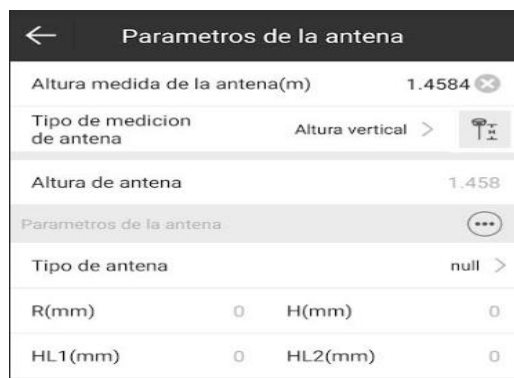 Parametros de la antena
Altura medida de la antena(m) 1.4584
Tipo de medicion
de antena
Altura vertical
Altura de antena 1.458
Parametros de la antena
Tipo de antena null
R(mm) 0 H(mm) 0
HL1(mm) 0 HL2(mm) 0